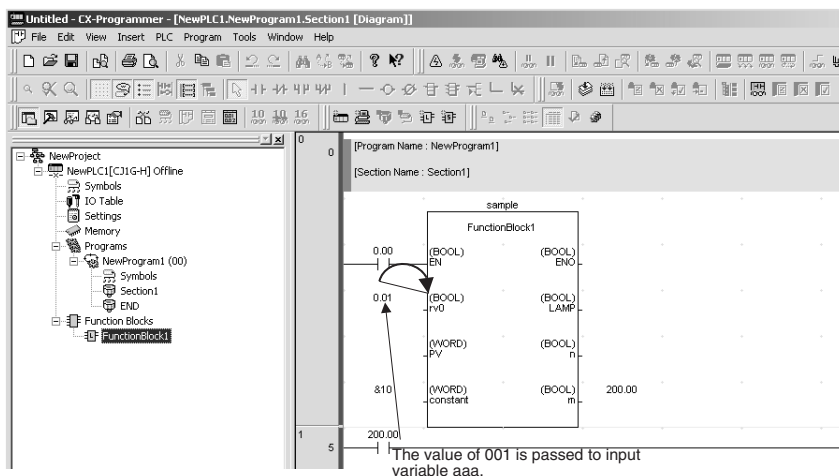 Untitled - CX-Programmer - [NewPLC1.NewProgram1.Section1 [Diagram]]
File Edit View Insert PLC Program Tools Window Help
10 10 16
NewProject
NewPLC1[CJ1G-H] Offline
Symbols
IO Table
Settings
Memory
Programs
NewProgram1 (00)
Symbols
Section1
END
Function Blocks
FunctionBlock1
0
0
[Program Name : NewProgram1]
[Section Name : Section1]
sample
FunctionBlock1
0.00
(BOOL)
EN
(BOOL)
ENO
0.01
(BOOL)
rv0
(BOOL)
LAMP
(WORD)
PV
(BOOL)
n
&10
(WORD)
constant
(BOOL)
m
200.00
1
5
200.00
The value of 001 is passed to input
variable aaa.